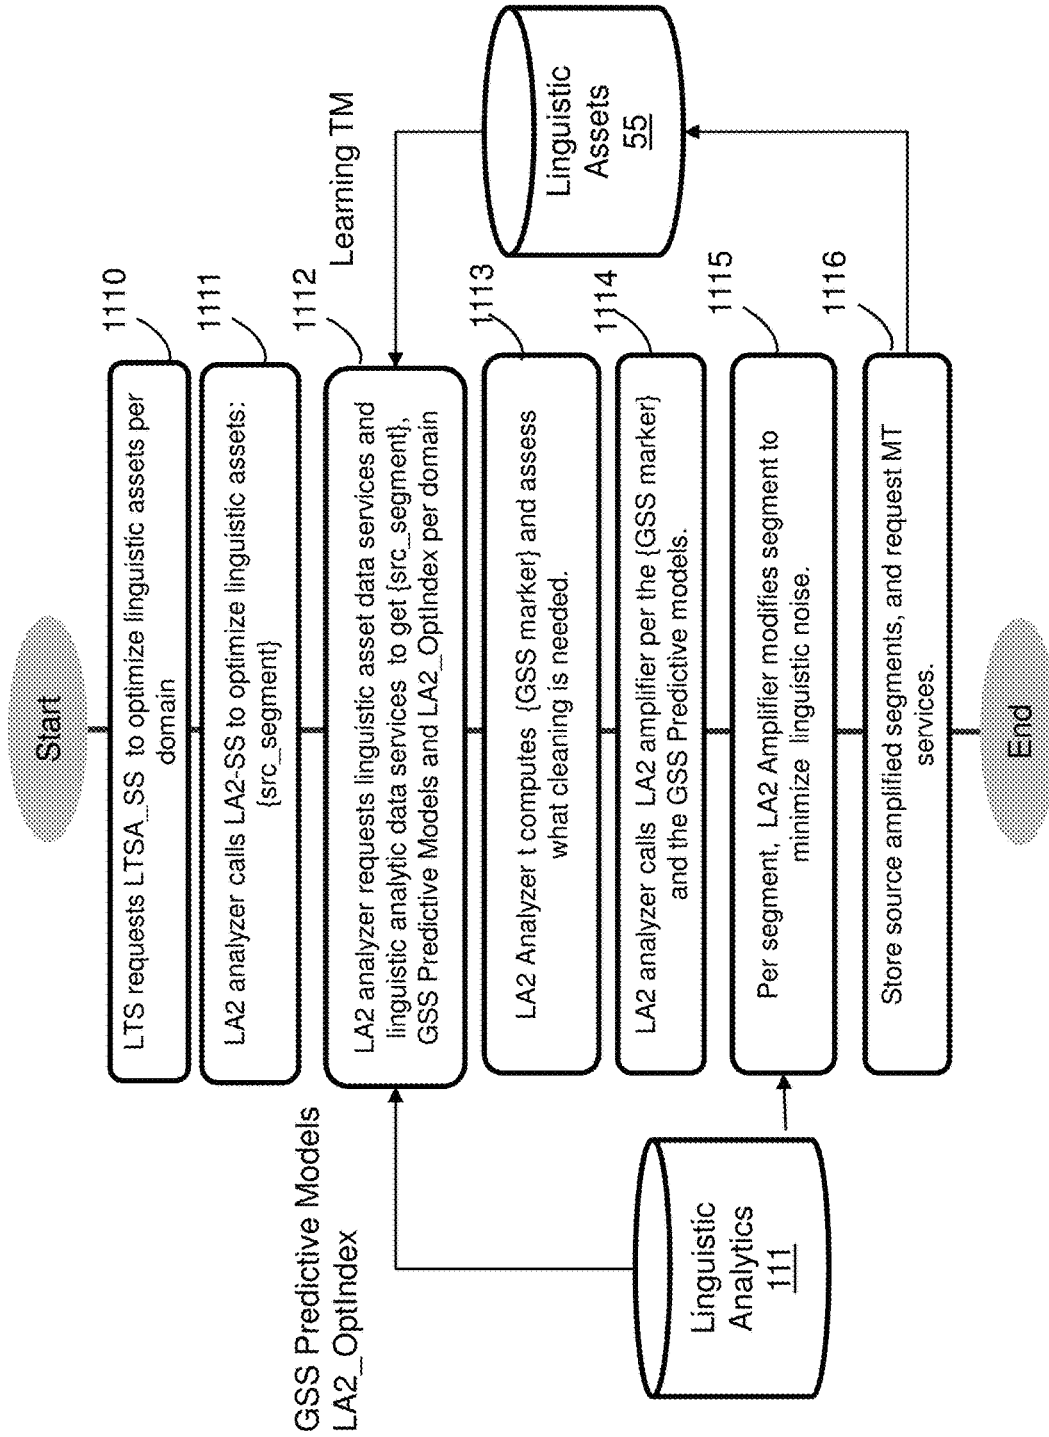 Start
LTS requests LTSA_SS to optimize linguistic assets per
domain
1110
LA2 analyzer calls LA2-SS to optimize linguistic assets:
{src_segment}
1111
GSS Predictive Models
LA2_OptIndex
LA2 analyzer requests linguistic asset data services and
linguistic analytic data services to get {src_segment},
GSS Predictive Models and LA2_OptIndex per domain
1112
Learning TM
LA2 Analyzer t computes {GSS marker} and assess
what cleaning is needed.
1113
LA2 analyzer calls LA2 amplifier per the {GSS marker}
and the GSS Predictive models.
1114
Linguistic
Assets
55
Linguistic
Analytics
111
Per segment, LA2 Amplifier modifies segment to
minimize linguistic noise.
1115
Store source amplified segments, and request MT
services.
1116
End